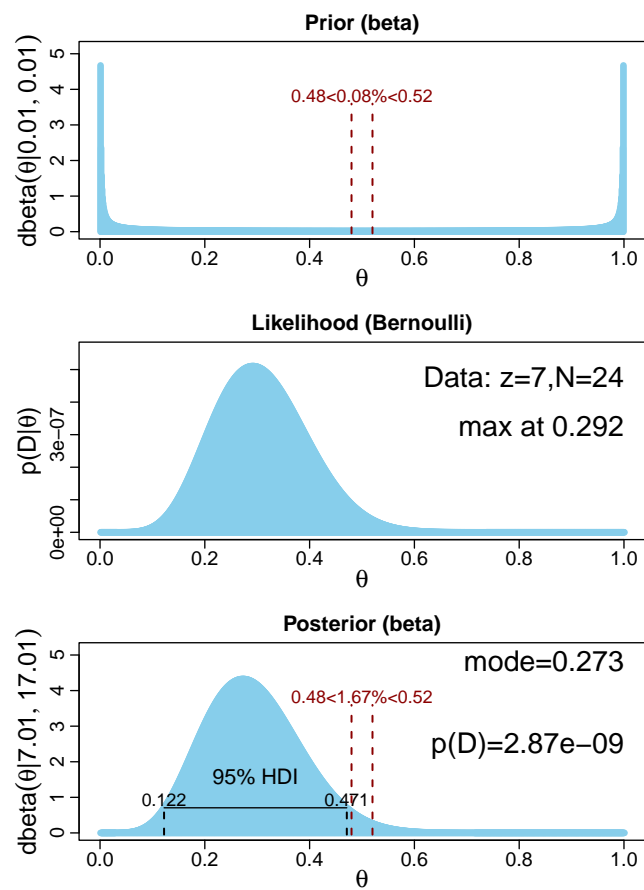 Prior (beta)
dbeta(θ|0.01, 0.01)
5
4
3
2
1
0
0.48<0.08%<0.52
0.0 0.2 0.4 0.6 0.8 1.0
θ
Likelihood (Bernoulli)
p(D|θ)
3e−07
0e+00
Data: z=7,N=24
max at 0.292
0.0 0.2 0.4 0.6 0.8 1.0
θ
Posterior (beta)
dbeta(θ|7.01, 17.01)
5
4
3
2
1
0
mode=0.273
0.48<1.67%<0.52
p(D)=2.87e−09
95% HDI
0.122 0.471
0.0 0.2 0.4 0.6 0.8 1.0
θ